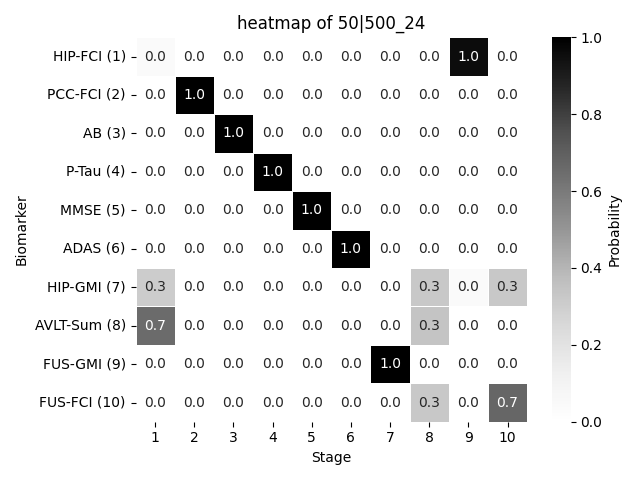 heatmap of 50|500_24
HIP-FCI (1) 0.0 0.0 0.0 0.0 0.0 0.0 0.0 0.0 1.0 0.0
PCC-FCI (2) 0.0 1.0 0.0 0.0 0.0 0.0 0.0 0.0 0.0 0.0
AB (3) 0.0 0.0 1.0 0.0 0.0 0.0 0.0 0.0 0.0 0.0
P-Tau (4) 0.0 0.0 0.0 1.0 0.0 0.0 0.0 0.0 0.0 0.0
MMSE (5) 0.0 0.0 0.0 0.0 1.0 0.0 0.0 0.0 0.0 0.0
ADAS (6) 0.0 0.0 0.0 0.0 0.0 1.0 0.0 0.0 0.0 0.0
HIP-GMI (7) 0.3 0.0 0.0 0.0 0.0 0.0 0.0 0.3 0.0 0.3
AVLT-Sum (8) 0.7 0.0 0.0 0.0 0.0 0.0 0.0 0.3 0.0 0.0
FUS-GMI (9) 0.0 0.0 0.0 0.0 0.0 0.0 1.0 0.0 0.0 0.0
FUS-FCI (10) 0.0 0.0 0.0 0.0 0.0 0.0 0.0 0.3 0.0 0.7
1 2 3 4 5 6 7 8 9 10
Stage
Biomarker
1.0
0.8
0.6
0.4
0.2
0.0
Probability